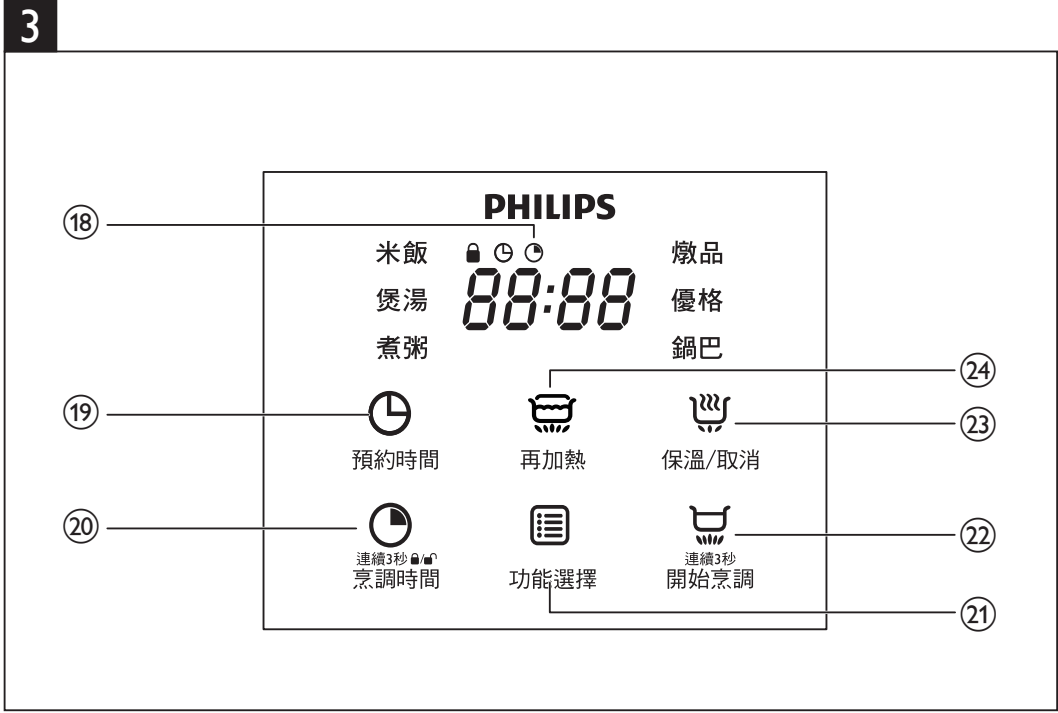 3
PHILIPS
18
米飯
燉品
88:88
煲湯
優格
煮粥
鍋巴
24
19
23
預約時間
再加熱
保溫/取消
20
22
連續3秒
連續3秒
烹調時間
功能選擇
開始烹調
21